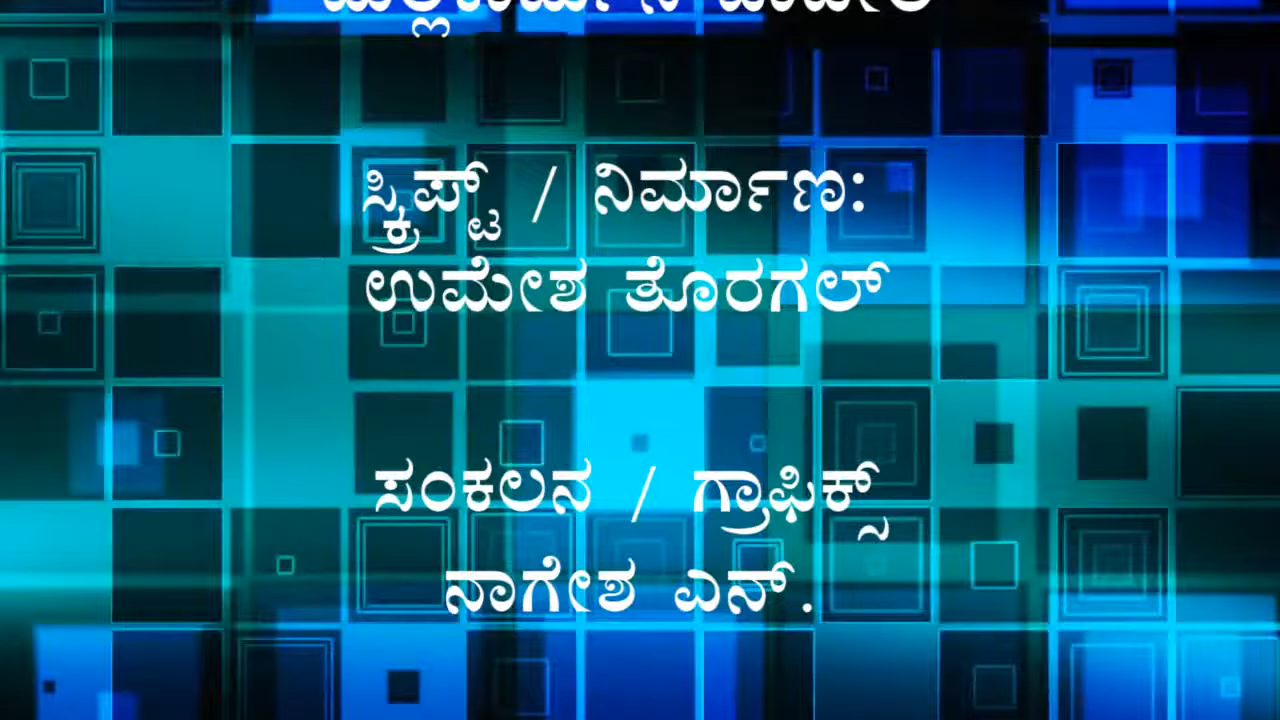 ಸ್ಕ್ರಿಪ್ಟ್ / ನಿರ್ಮಾಣ:
ಉಮೇಶ ತೊರಗಲ್
ಸಂಕಲನ / ಗ್ರಾಫಿಕ್ಸ್
ನಾಗೇಶ ಎನ್.